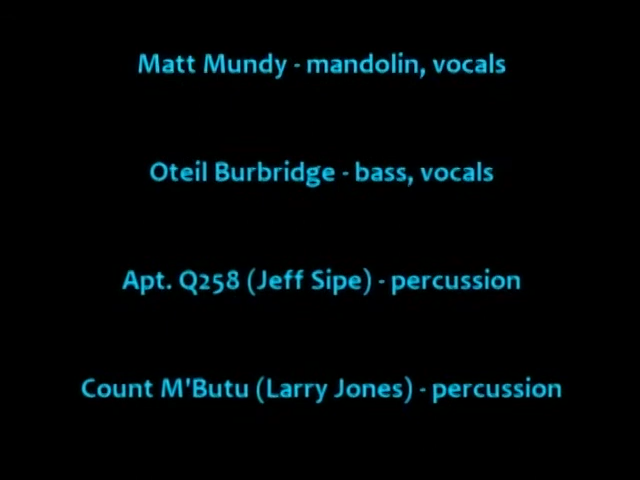 Matt Mundy - mandolin, vocals
Oteil Burbridge - bass, vocals
Apt. Q258 (Jeff Sipe) - percussion
Count M'Butu (Larry Jones) - percussion